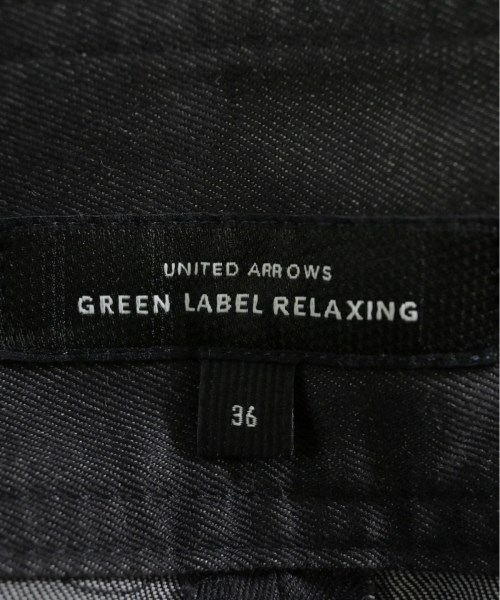 UNITED ARROWS
GREEN LABEL RELAXING
36